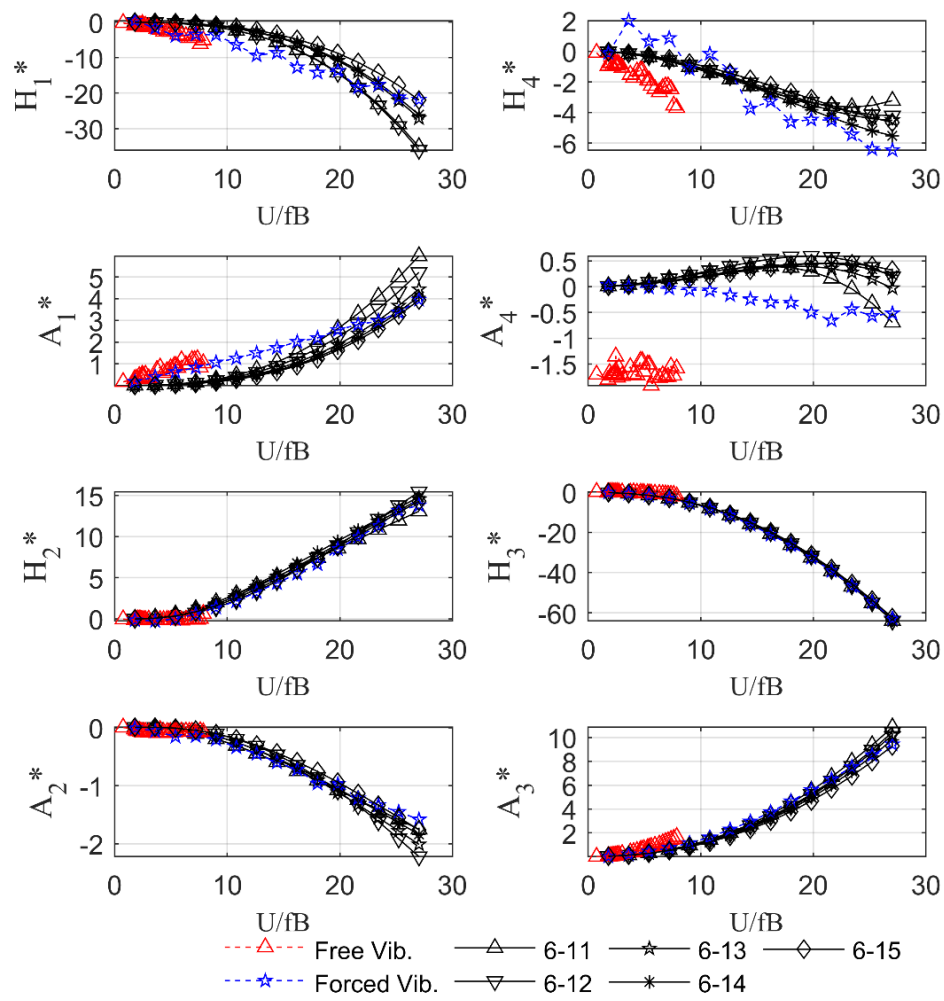 H1*
0
-10
-20
-30
0 10 20 30
U/fB
H4*
2
0
-2
-4
-6
0 10 20 30
U/fB
A1*
5
4
3
2
1
0 10 20 30
U/fB
A4*
0.5
0
-0.5
-1
-1.5
0 10 20 30
U/fB
H2*
15
10
5
0
0 10 20 30
U/fB
H3*
0
-20
-40
-60
0 10 20 30
U/fB
A2*
0
-1
-2
0 10 20 30
U/fB
A3*
10
8
6
4
2
0 10 20 30
U/fB
Free Vib. 6-11 6-13 6-15
Forced Vib. 6-12 6-14